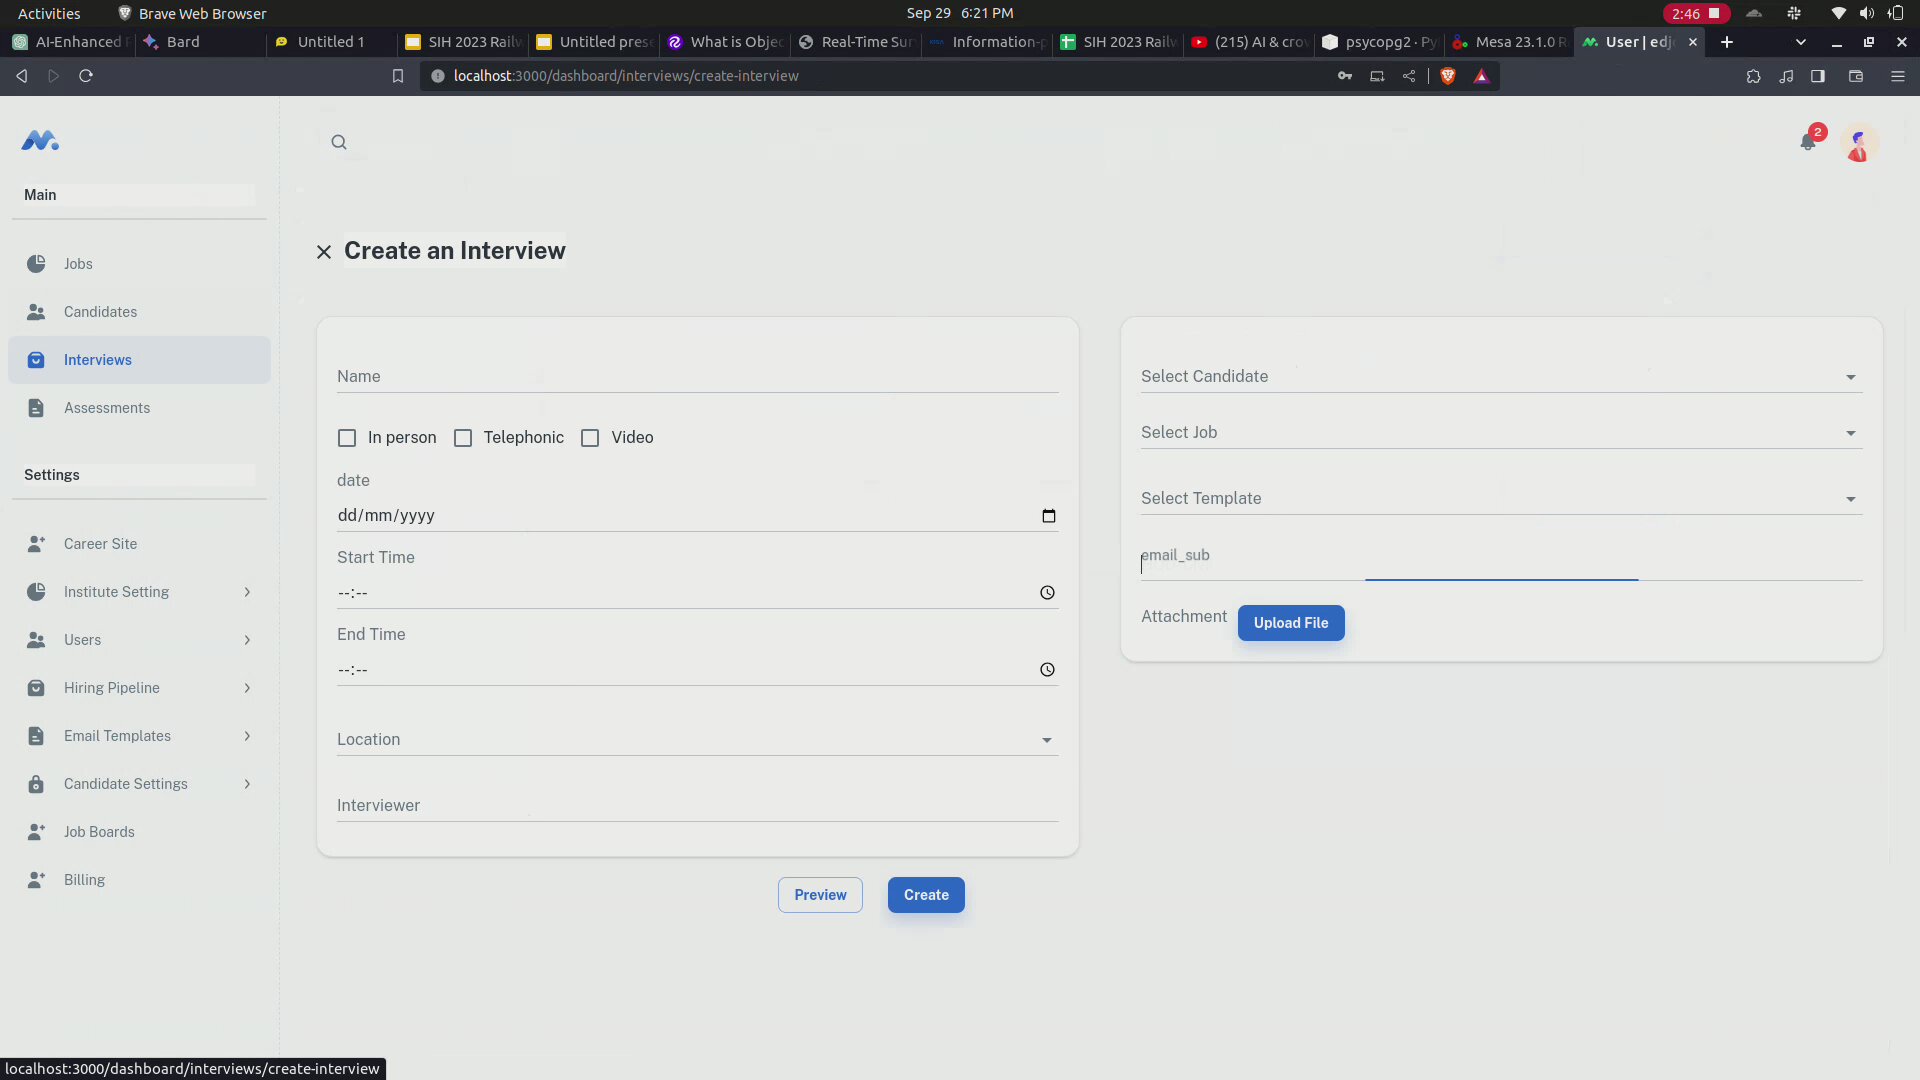 Activities
Brave Web Browser
Sep 29 6:21 PM
2:46
AI-Enhanced
Bard
Untitled 1
SIH 2023 Railw
Untitled prese
What is Objec
Real-Time Sur
Information-p
SIH 2023 Railw
(215) AI & crow
psycopg2 · Py
Mesa 23.1.0 R
User | edj
localhost:3000/dashboard/interviews/create-interview
2
Main
Jobs
Candidates
Interviews
Assessments
Settings
Career Site
Institute Setting
Users
Hiring Pipeline
Email Templates
Candidate Settings
Job Boards
Billing
Create an Interview
Name
In person
Telephonic
Video
date
dd/mm/yyyy
Start Time
--:--
End Time
--:--
Location
Interviewer
Select Candidate
Select Job
Select Template
email_sub
Attachment
Upload File
Preview
Create
localhost:3000/dashboard/interviews/create-interview